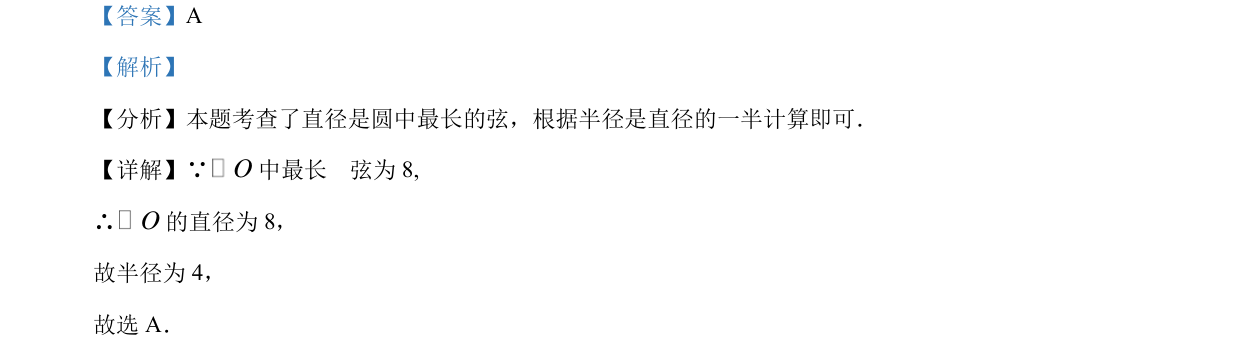 【答案】A
【解析】
【分析】本题考查了直径是圆中最长的弦，根据半径是直径的一半计算即可．
【详解】∵□ O 中最长 弦为 8,
∴□ O 的直径为 8，
故半径为 4，
故选 A．